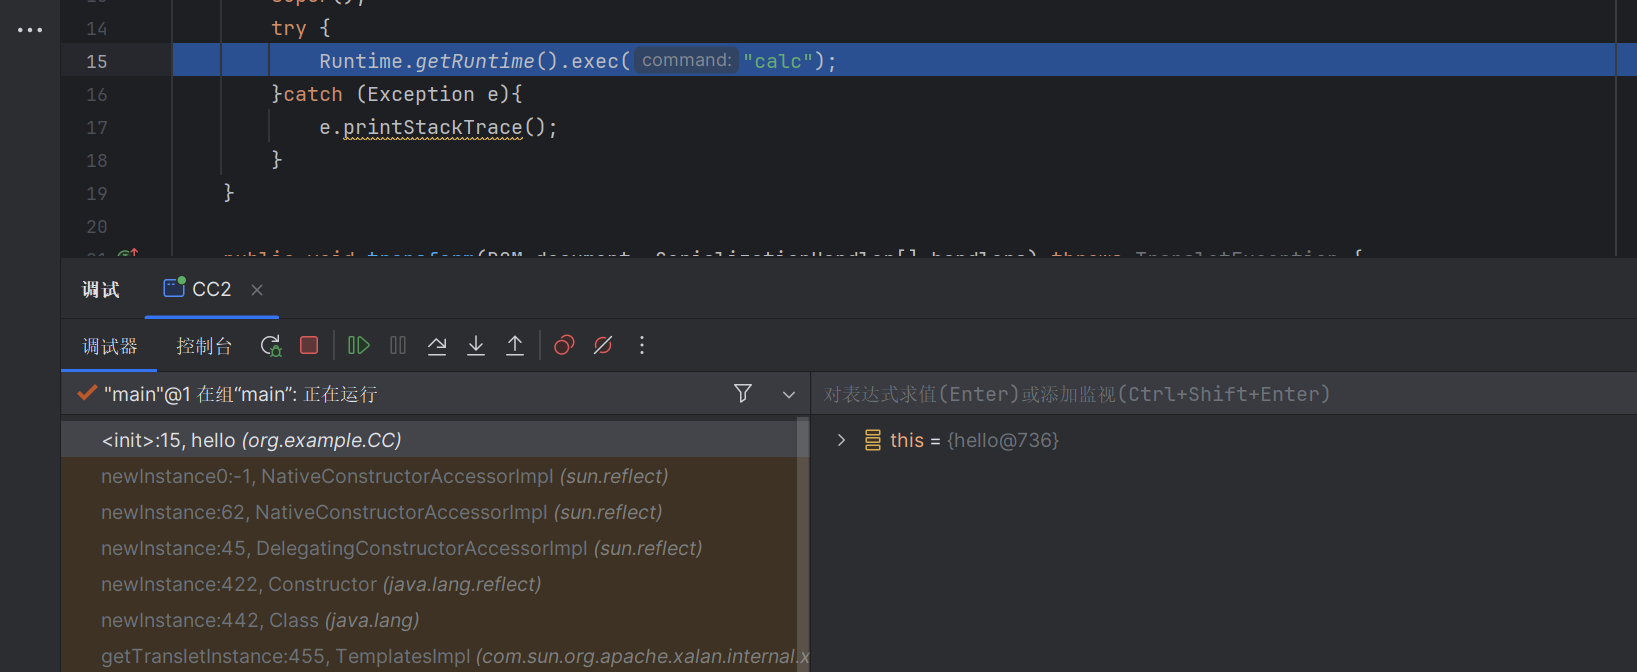 14 try {
15 Runtime.getRuntime().exec( command: "calc");
16 }catch (Exception e){
17 e.printStackTrace();
18 }
19 }
20
调试 CC2
调试器 控制台
"main"@1 在组“main”: 正在运行
对表达式求值(Enter)或添加监视(Ctrl+Shift+Enter)
<init>:15, hello (org.example.CC)
this = {hello@736}
newInstance0:-1, NativeConstructorAccessorImpl (sun.reflect)
newInstance:62, NativeConstructorAccessorImpl (sun.reflect)
newInstance:45, DelegatingConstructorAccessorImpl (sun.reflect)
newInstance:422, Constructor (java.lang.reflect)
newInstance:442, Class (java.lang)
getTransletInstance:455, TemplatesImpl (com.sun.org.apache.xalan.internal.x